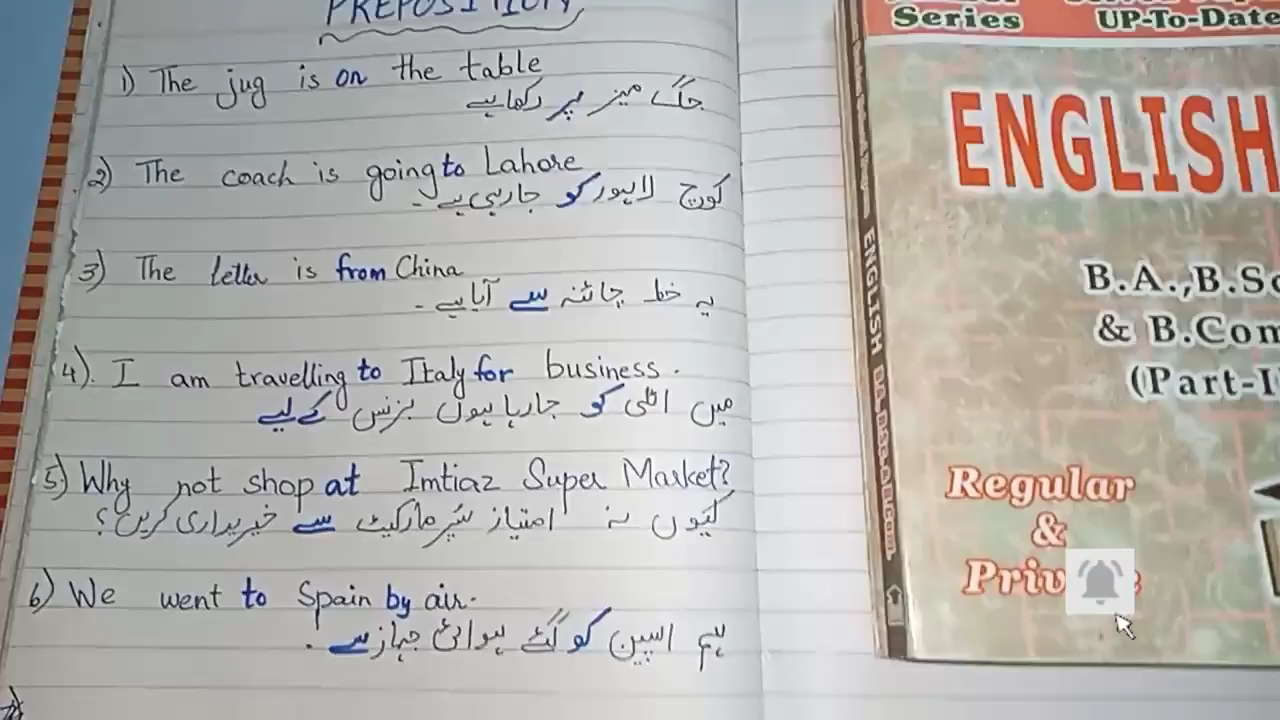 PREPOSITION
1) The jug is on the table
جگ میز پر رکھا ہے
2) The coach is going to Lahore
کوچ لاہور کو جارہی ہے۔
3) The letter is from China
یہ خط چائنہ سے آیا ہے۔
4). I am travelling to Italy for business.
میں اٹلی کو جارہا ہوں بزنس کے لیے
5) Why not shop at Imtiaz Super Market?
کیوں نہ امتیاز سپر مارکیٹ سے خریداری کریں؟
6) We went to Spain by air.
ہم اسپین کو گئے ہوائی جہاز سے.
Series UP-To-Date
ENGLISH
B.A.,B.Sc
& B.Com
(Part-I
Regular
&
Priv
ENGLISH